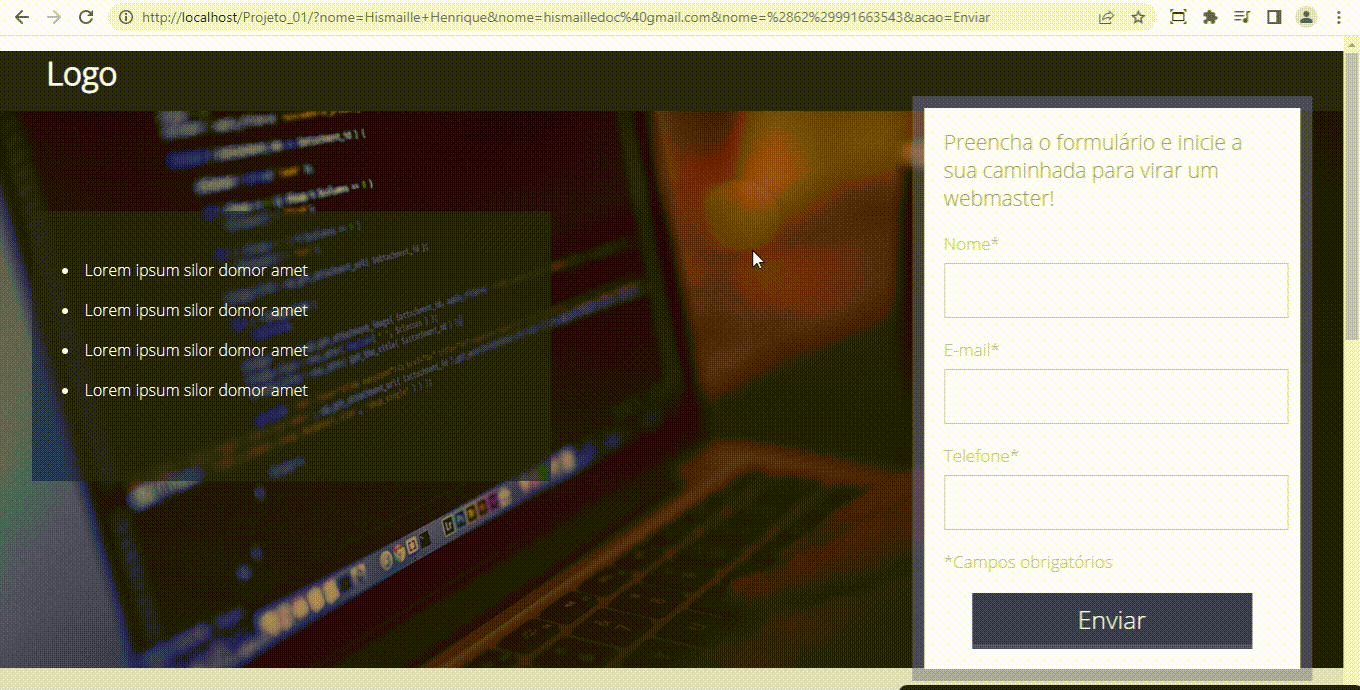 http://localhost/Projeto_01/?nome=Hismaille+Henrique&nome=hismailledoc%40gmail.com&nome=%2862%29991663543&acao=Enviar
Logo
Preencha o formulário e inicie a
sua caminhada para virar um
webmaster!
Nome*
Lorem ipsum silor domor amet
Lorem ipsum silor domor amet
Lorem ipsum silor domor amet
Lorem ipsum silor domor amet
E-mail*
Telefone*
*Campos obrigatórios
Enviar